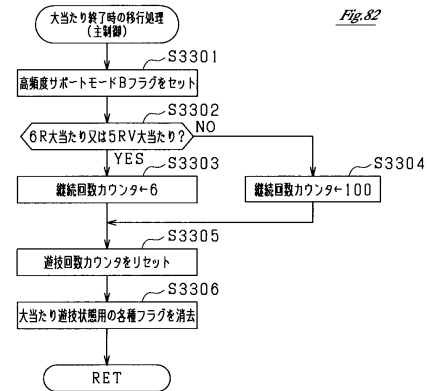 Fig.82
大当たり終了時の移行処理
(主制御)
S3301
高頻度サポートモードBフラグをセット
S3302
6R大当たり又は5RV大当たり?
NO
YES
S3303
継続回数カウンタ←6
S3304
継続回数カウンタ←100
S3305
遊技回数カウンタをリセット
S3306
大当たり遊技状態用の各種フラグを消去
RET